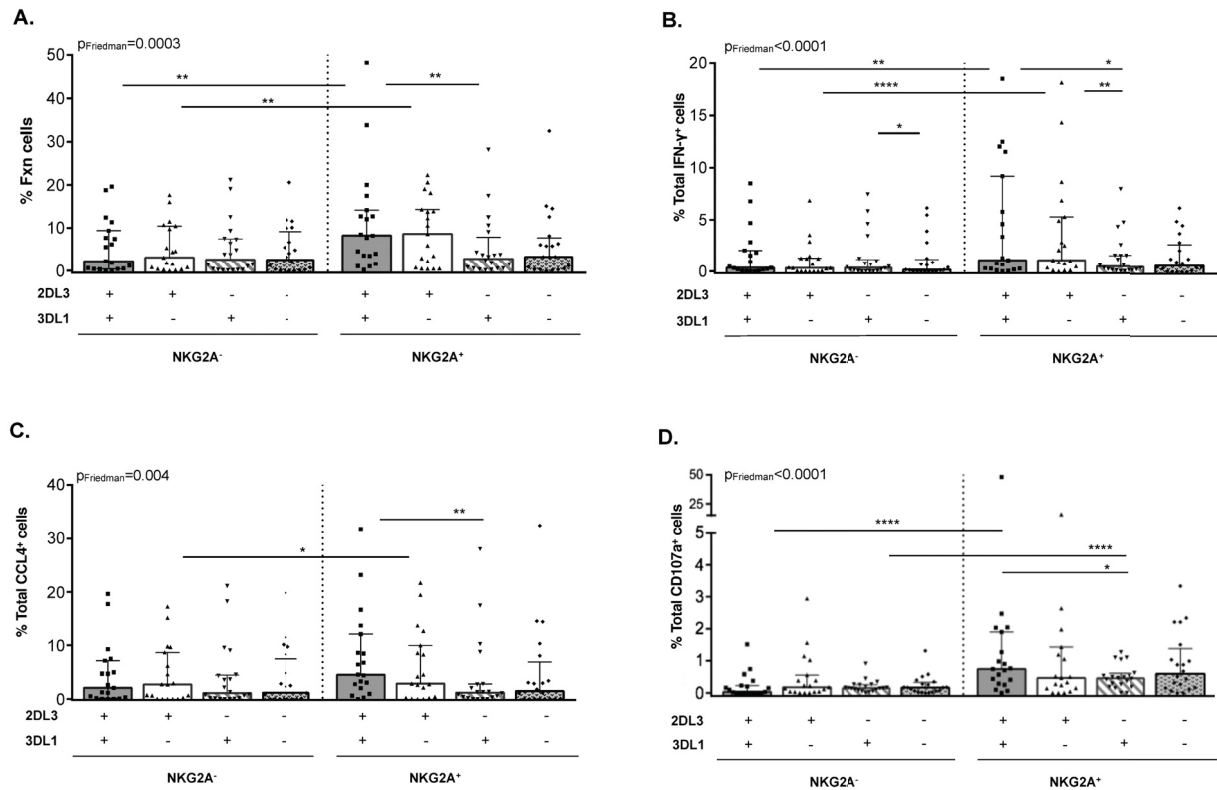 A.
pFriedman=0.0003
50
40
30
20
10
0
% Fxn cells
**
**
**
2DL3 + + - - + + - -
3DL1 + - + - + - + -
NKG2A- NKG2A+
B.
pFriedman<0.0001
20
15
10
5
0
% Total IFN-γ+ cells
** *
**** **
*
2DL3 + + - - + + - -
3DL1 + - + - + - + -
NKG2A- NKG2A+
C.
pFriedman=0.004
40
30
20
10
0
% Total CCL4+ cells
**
*
2DL3 + + - - + + - -
3DL1 + - + - + - + -
NKG2A- NKG2A+
D.
pFriedman<0.0001
50
25
5
4
3
2
1
0
% Total CD107a+ cells
****
****
*
2DL3 + + - - + + - -
3DL1 + - + - + - + -
NKG2A- NKG2A+